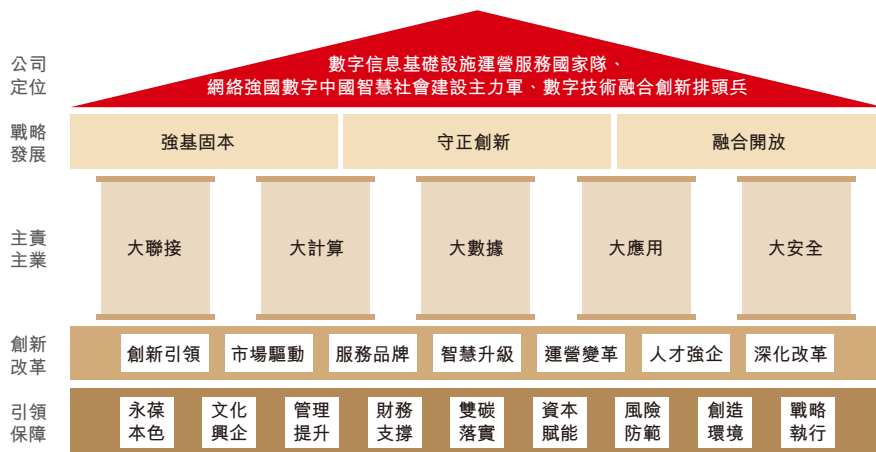 公司
定位
數字信息基礎設施運營服務國家隊、
網絡強國數字中國智慧社會建設主力軍、數字技術融合創新排頭兵
戰略
發展
強基固本
守正創新
融合開放
主責
主業
大聯接
大計算
大數據
大應用
大安全
創新
改革
創新引領
市場驅動
服務品牌
智慧升級
運營變革
人才強企
深化改革
引領
保障
永葆
本色
文化
興企
管理
提升
財務
支撐
雙碳
落實
資本
賦能
風險
防範
創造
環境
戰略
執行